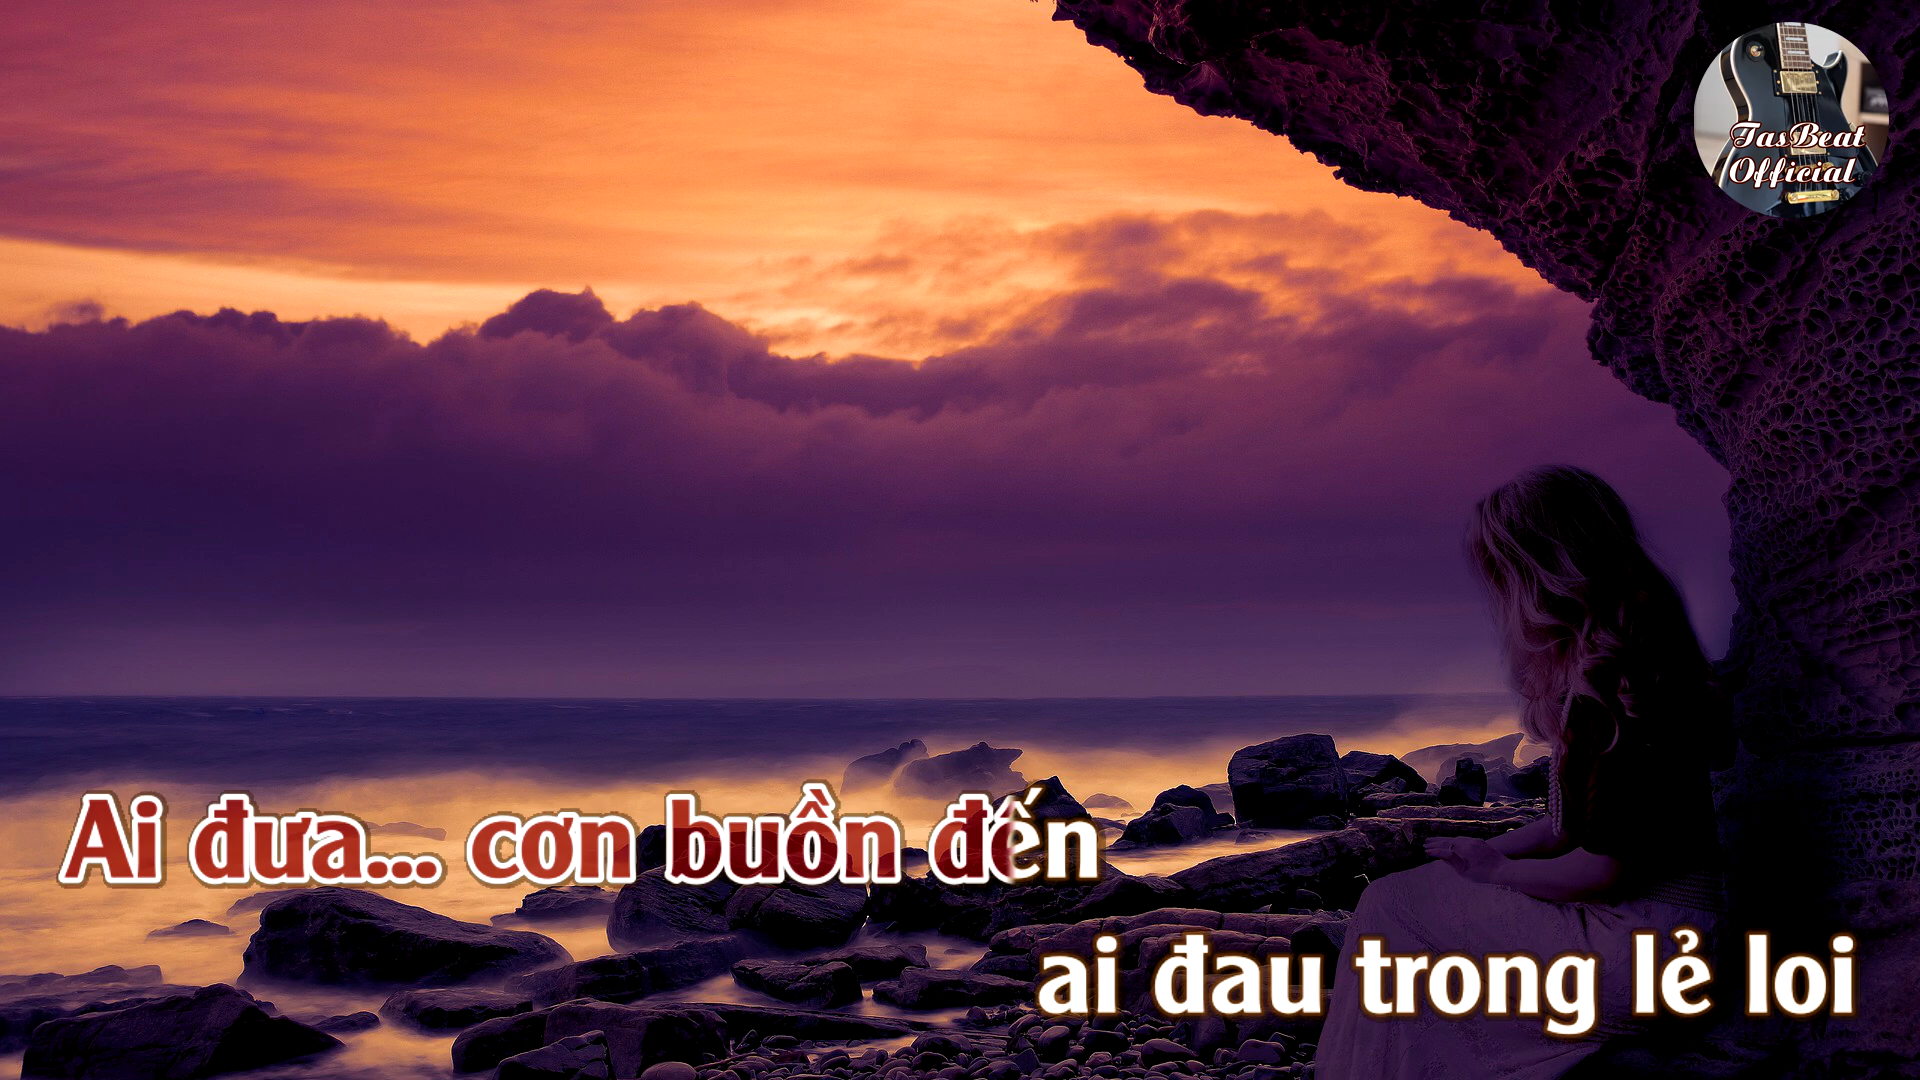 TasBeat
Official
Ai đưa... cơn buồn đến
ai đau trong lẻ loi